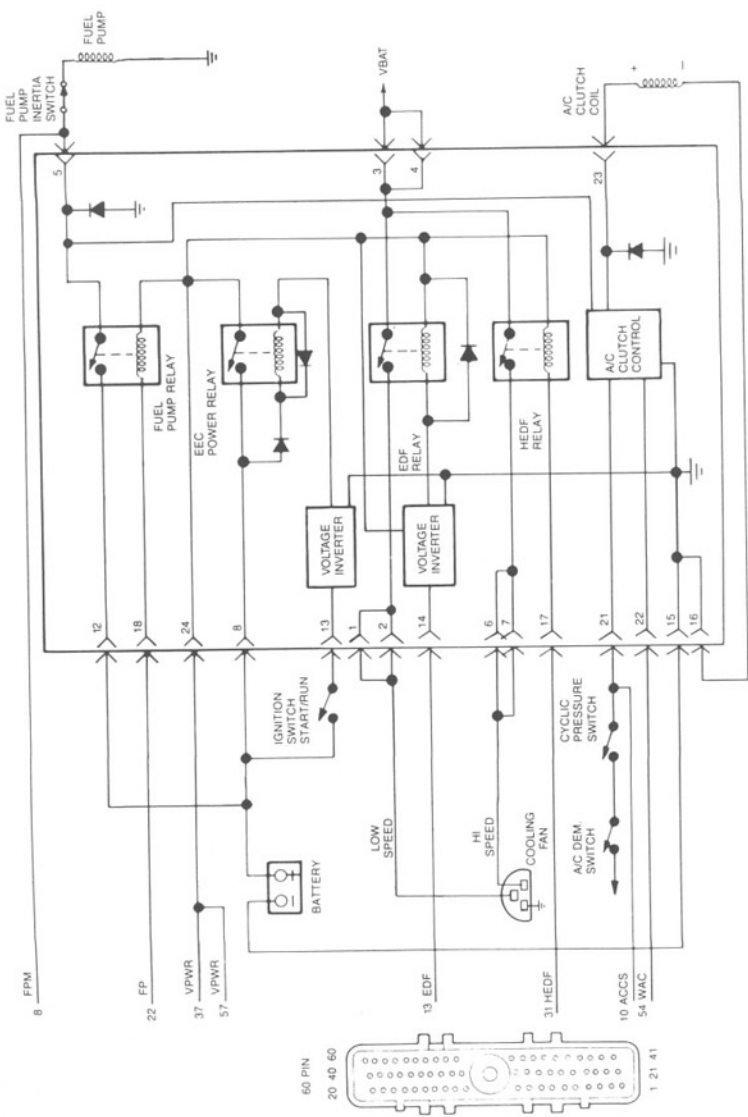 FUEL
PUMP
INERTIA
SWITCH
FUEL
PUMP
VBAT
A/C
CLUTCH
COIL
+
−
5
3
4
23
FUEL
PUMP RELAY
EEC
POWER RELAY
EDF
RELAY
HEDF
RELAY
A/C
CLUTCH
CONTROL
VOLTAGE
INVERTER
VOLTAGE
INVERTER
12
18
24
8
13
1
2
14
6
7
17
21
22
15
16
IGNITION
SWITCH
START/RUN
LOW
SPEED
HI
SPEED
COOLING
FAN
CYCLIC
PRESSURE
SWITCH
A/C DEM.
SWITCH
− +
BATTERY
8 FPM
22 FP
VPWR
37
VPWR
57
13 EDF
31 HEDF
10 ACCS
54 WAC
60 PIN
20 40 60
1 21 41